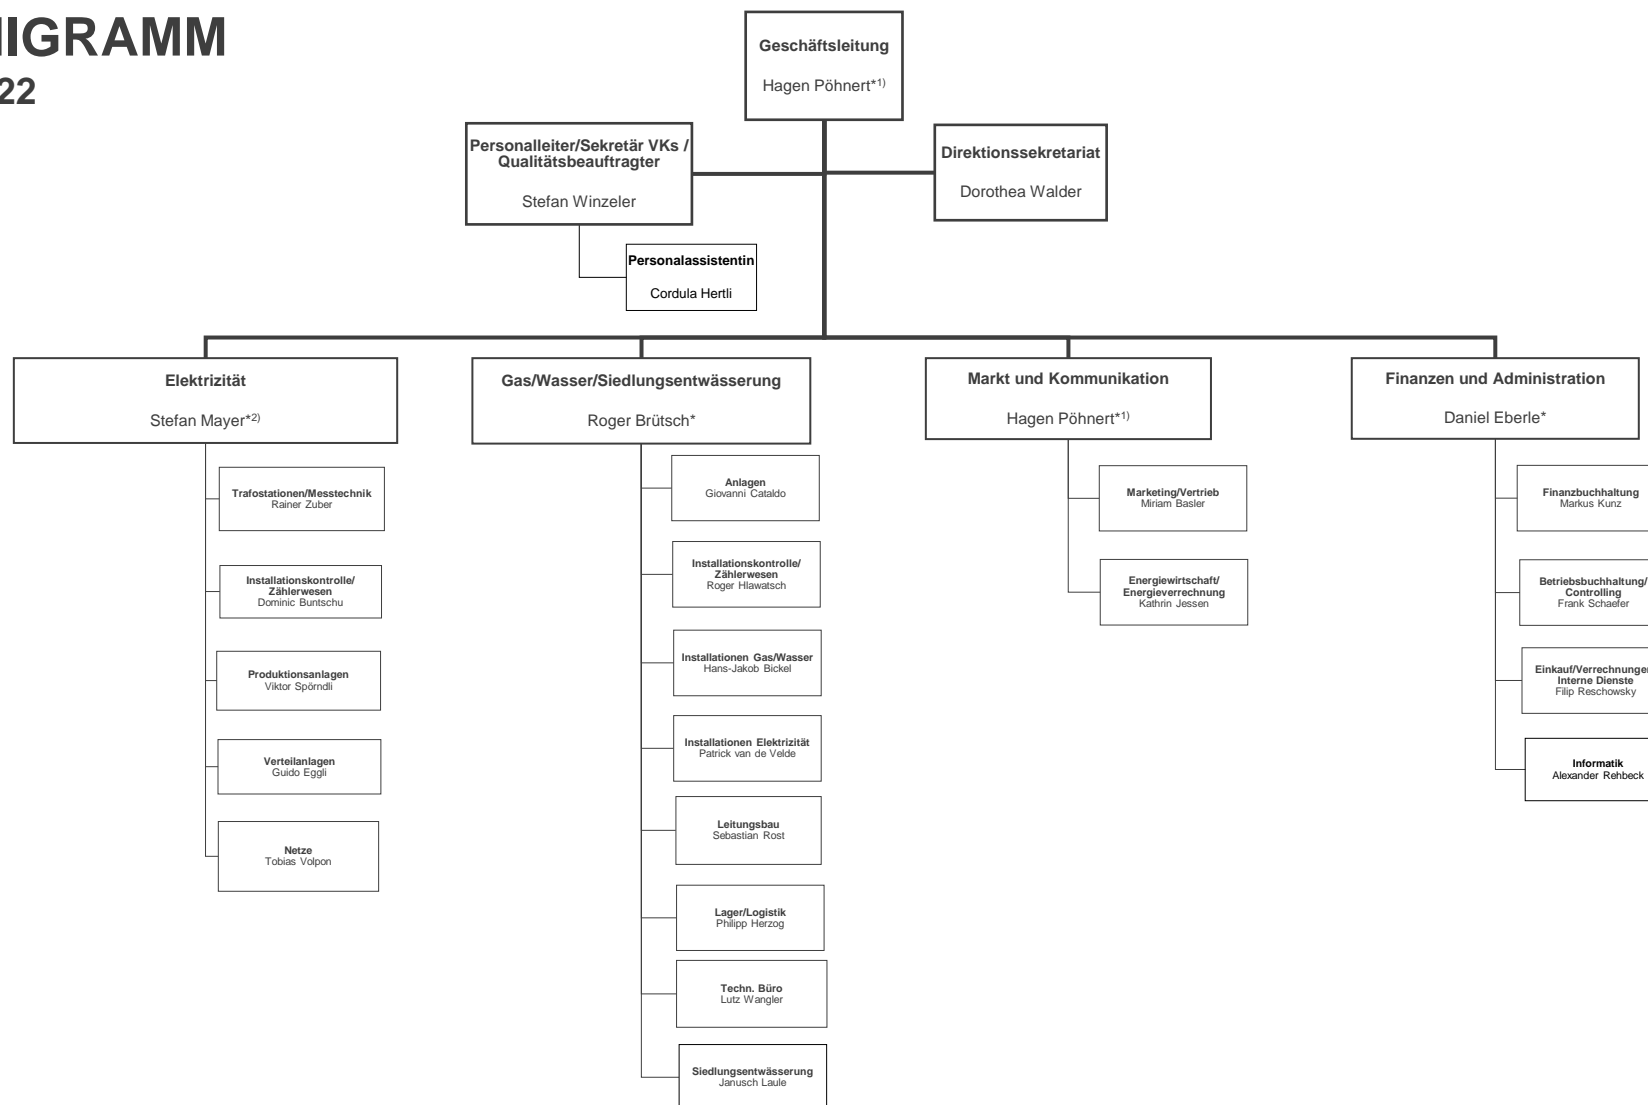 NIGRAMM
22
Geschäftsleitung
Hagen Pöhnert*1)
Personalleiter/Sekretär VKs /
Qualitätsbeauftragter
Stefan Winzeler
Direktionssekretariat
Dorothea Walder
Personalassistentin
Cordula Hertli
Elektrizität
Stefan Mayer*2)
Trafostationen/Messtechnik
Rainer Zuber
Installationskontrolle/
Zählerwesen
Dominic Buntschu
Produktionsanlagen
Viktor Spörndli
Verteilanlagen
Guido Eggli
Netze
Tobias Volpon
Gas/Wasser/Siedlungsentwässerung
Roger Brütsch*
Anlagen
Giovanni Cataldo
Installationskontrolle/
Zählerwesen
Roger Hlawatsch
Installationen Gas/Wasser
Hans-Jakob Bickel
Installationen Elektrizität
Patrick van de Velde
Leitungsbau
Sebastian Rost
Lager/Logistik
Philipp Herzog
Techn. Büro
Lutz Wangler
Siedlungsentwässerung
Janusch Laule
Markt und Kommunikation
Hagen Pöhnert*1)
Marketing/Vertrieb
Miriam Basler
Energiewirtschaft/
Energieverrechnung
Kathrin Jessen
Finanzen und Administration
Daniel Eberle*
Finanzbuchhaltung
Markus Kunz
Betriebsbuchhaltung/
Controlling
Frank Schaefer
Einkauf/Verrechnungen
Interne Dienste
Filip Reschowsky
Informatik
Alexander Rehbeck